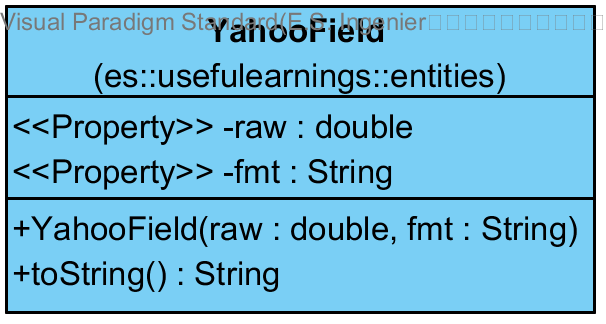 Visual Paradigm Standard(E.S. Ingenier
YahooField
(es::usefulearnings::entities)
<<Property>> -raw : double
<<Property>> -fmt : String
+YahooField(raw : double, fmt : String)
+toString() : String